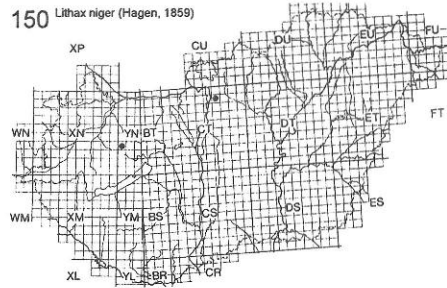 150 Lithax niger (Hagen, 1859)
XP CU DU EU FU
WN XN YN BT CT DT ET FT
WM XM YM BS CS DS ES
XL YL BR CR